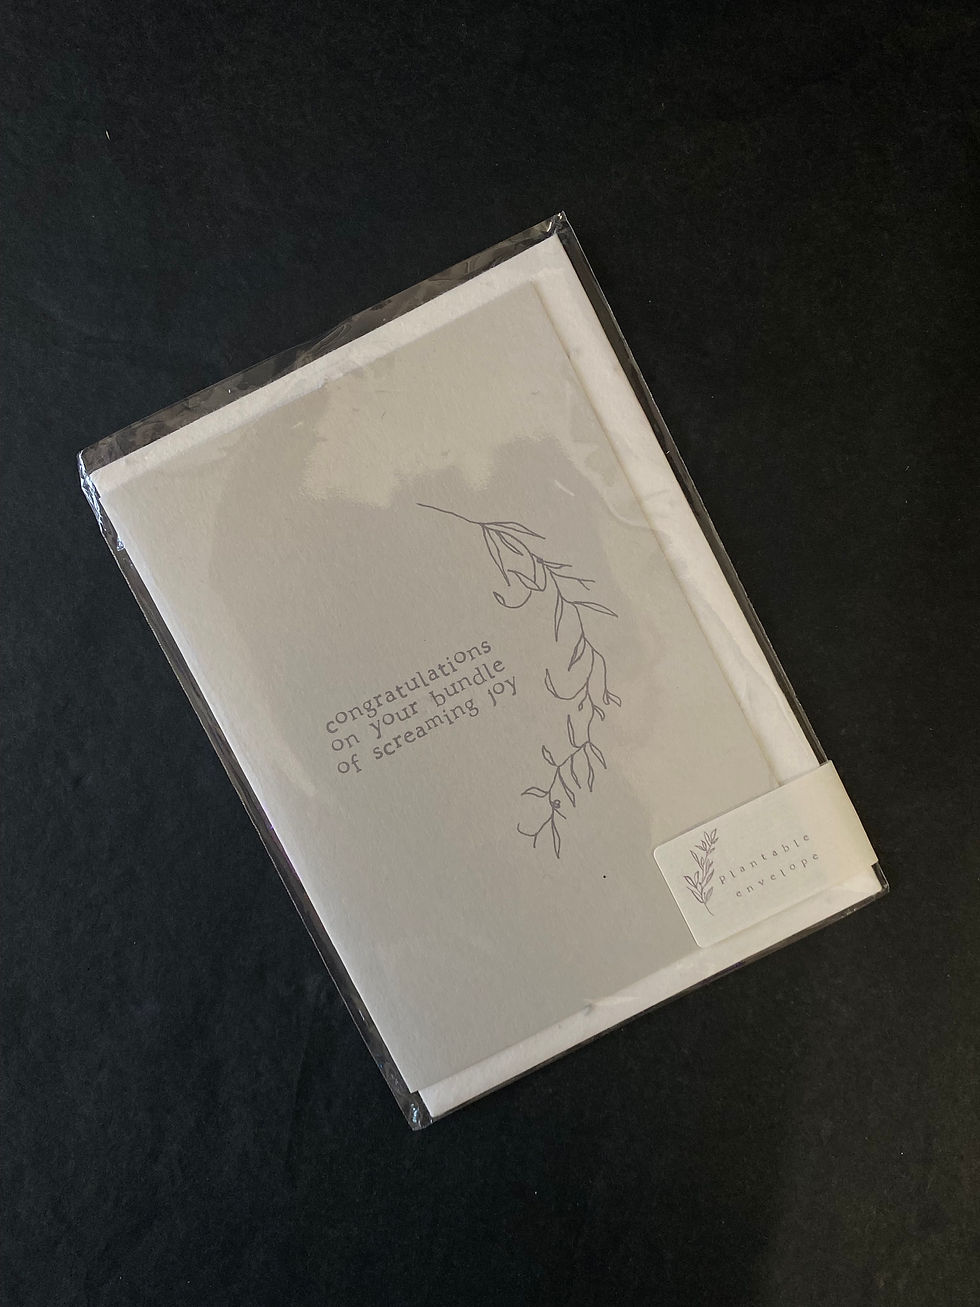 congratulations
on your bundle
of screaming joy
plantable
envelope